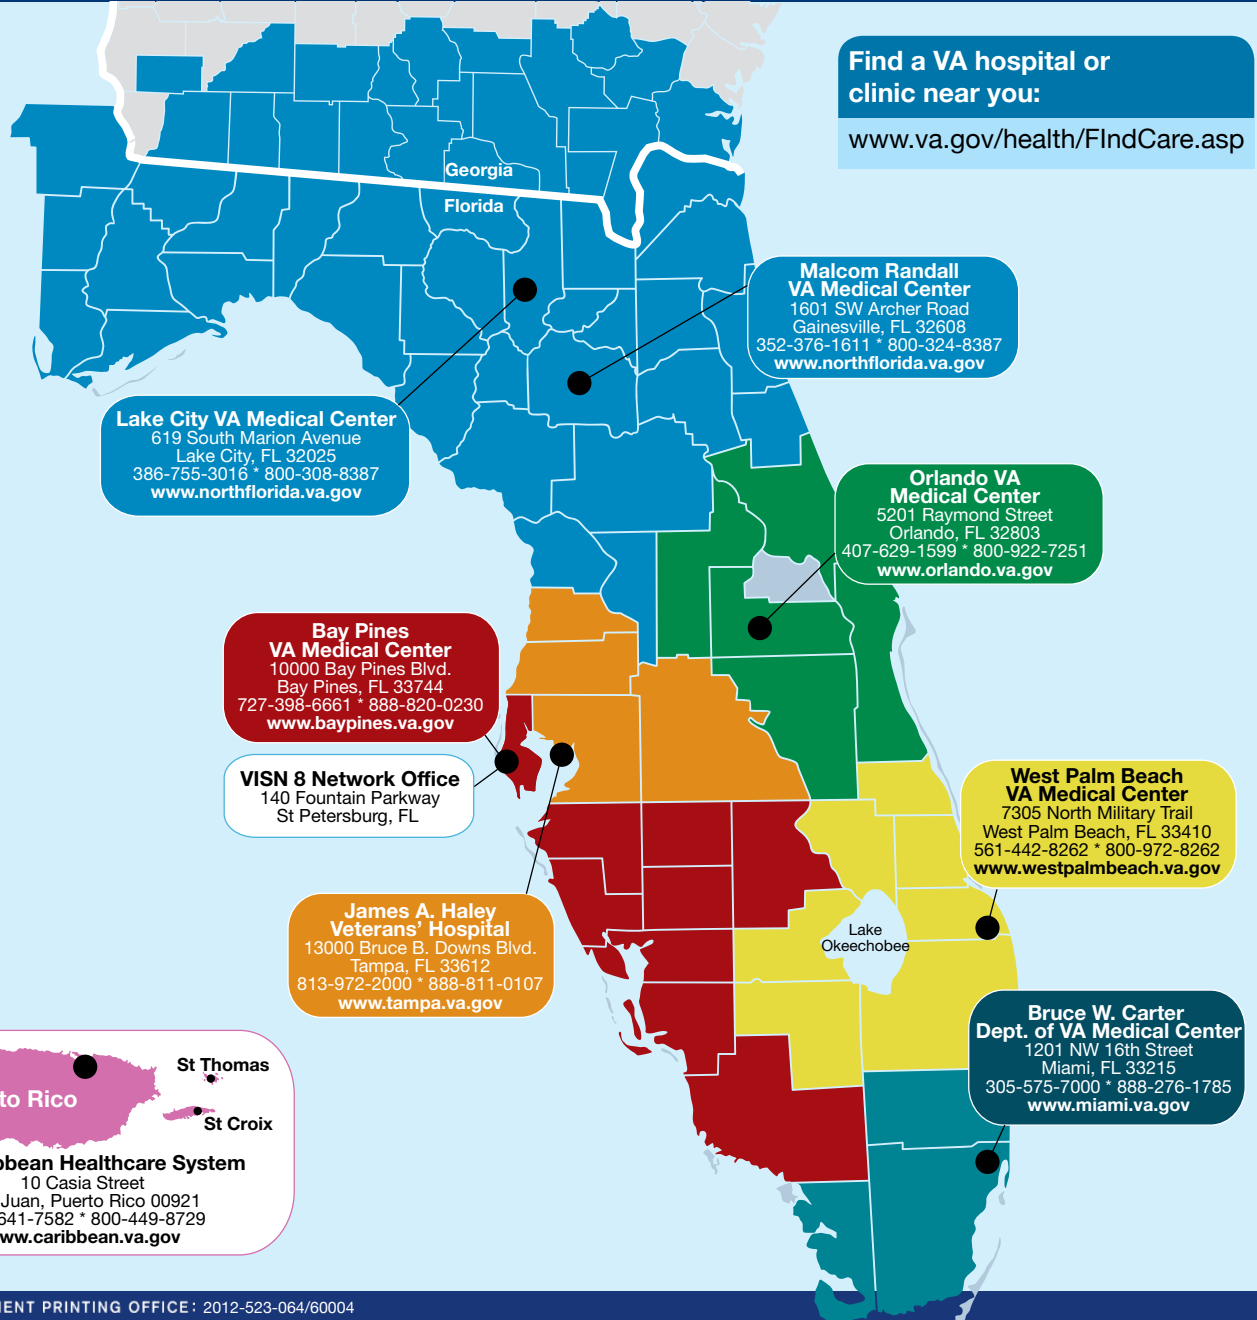 Find a VA hospital or
clinic near you:
www.va.gov/health/FIndCare.asp
Georgia
Florida
Malcom Randall
VA Medical Center
1601 SW Archer Road
Gainesville, FL 32608
352-376-1611 * 800-324-8387
www.northflorida.va.gov
Lake City VA Medical Center
619 South Marion Avenue
Lake City, FL 32025
386-755-3016 * 800-308-8387
www.northflorida.va.gov
Orlando VA
Medical Center
5201 Raymond Street
Orlando, FL 32803
407-629-1599 * 800-922-7251
www.orlando.va.gov
Bay Pines
VA Medical Center
10000 Bay Pines Blvd.
Bay Pines, FL 33744
727-398-6661 * 888-820-0230
www.baypines.va.gov
VISN 8 Network Office
140 Fountain Parkway
St Petersburg, FL
West Palm Beach
VA Medical Center
7305 North Military Trail
West Palm Beach, FL 33410
561-442-8262 * 800-972-8262
www.westpalmbeach.va.gov
James A. Haley
Veterans' Hospital
13000 Bruce B. Downs Blvd.
Tampa, FL 33612
813-972-2000 * 888-811-0107
www.tampa.va.gov
Lake
Okeechobee
Bruce W. Carter
Dept. of VA Medical Center
1201 NW 16th Street
Miami, FL 33215
305-575-7000 * 888-276-1785
www.miami.va.gov
St Thomas
to Rico
St Croix
bbean Healthcare System
10 Casia Street
Juan, Puerto Rico 00921
641-7582 * 800-449-8729
ww.caribbean.va.gov
MENT PRINTING OFFICE: 2012-523-064/60004